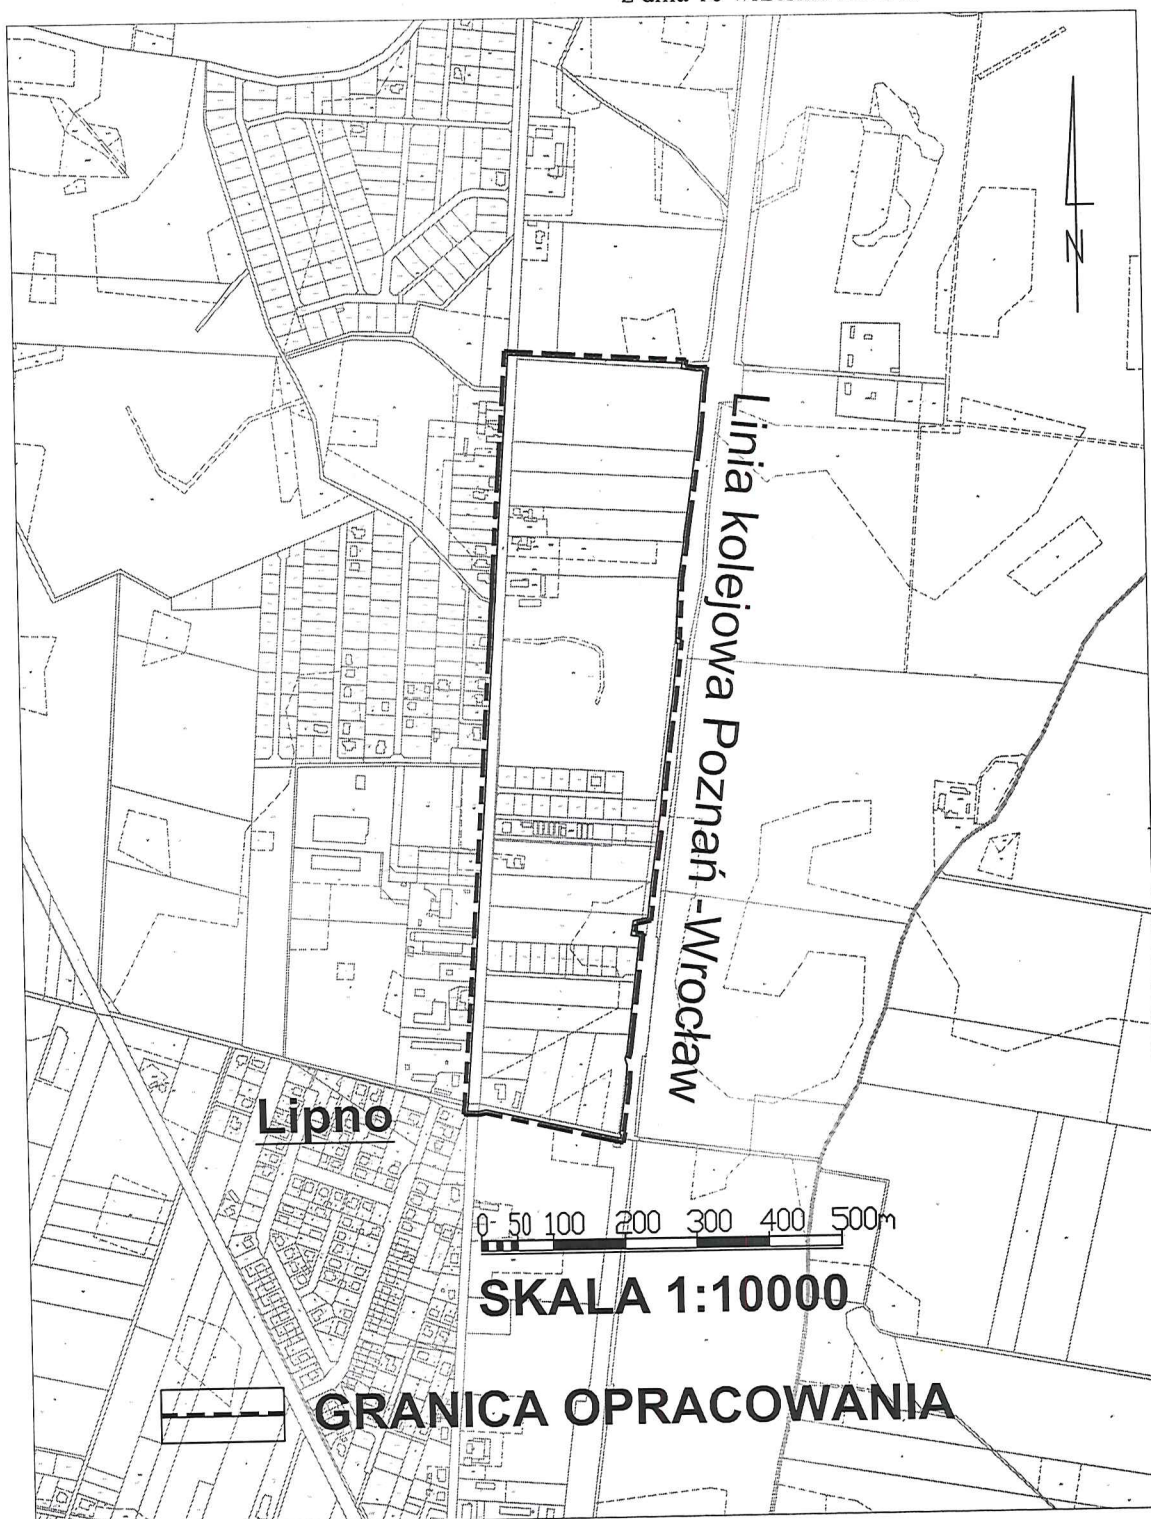 Linia kolejowa Poznań -Wrocław
N
Lipno
0 50 100 200 300 400 500m
SKALA 1:10000
GRANICA OPRACOWANIA